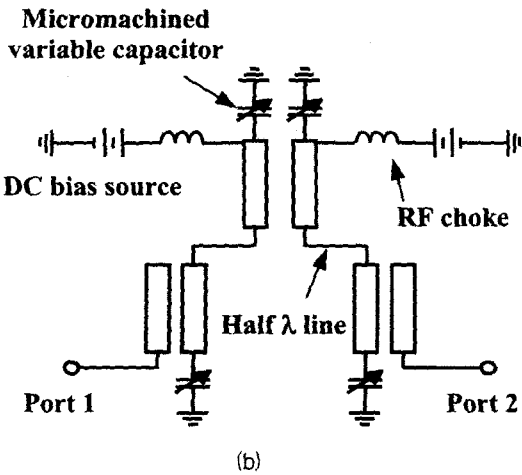 Micromachined
variable capacitor
DC bias source
RF choke
Half λ line
Port 1
Port 2
(b)